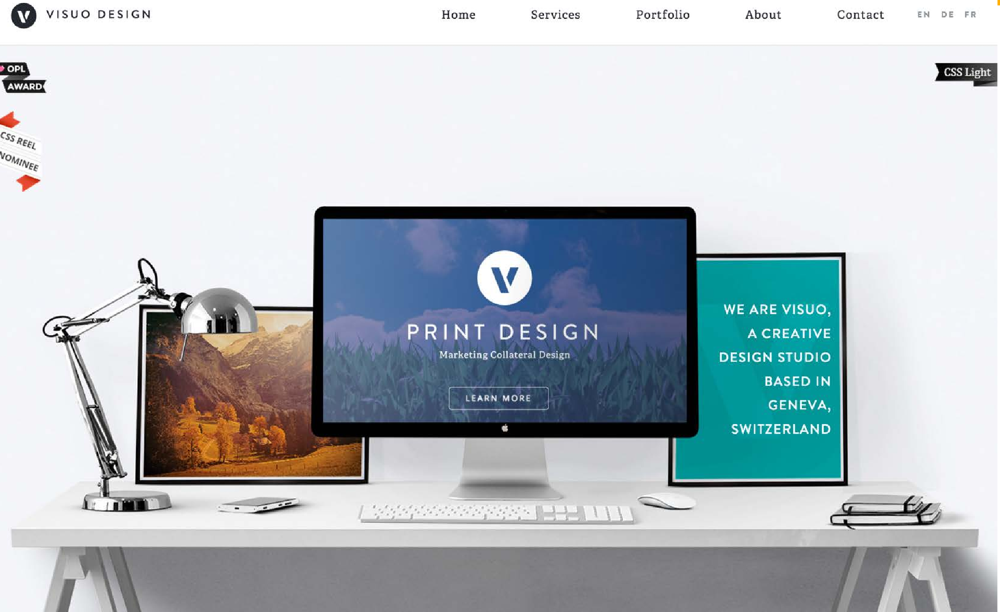 VISUO DESIGN
Home Services Portfolio About Contact EN DE FR
OPL
AWARD
CSS Light
CSS REEL
NOMINEE
PRINT DESIGN
Marketing Collateral Design
LEARN MORE
WE ARE VISUO,
A CREATIVE
DESIGN STUDIO
BASED IN
GENEVA,
SWITZERLAND